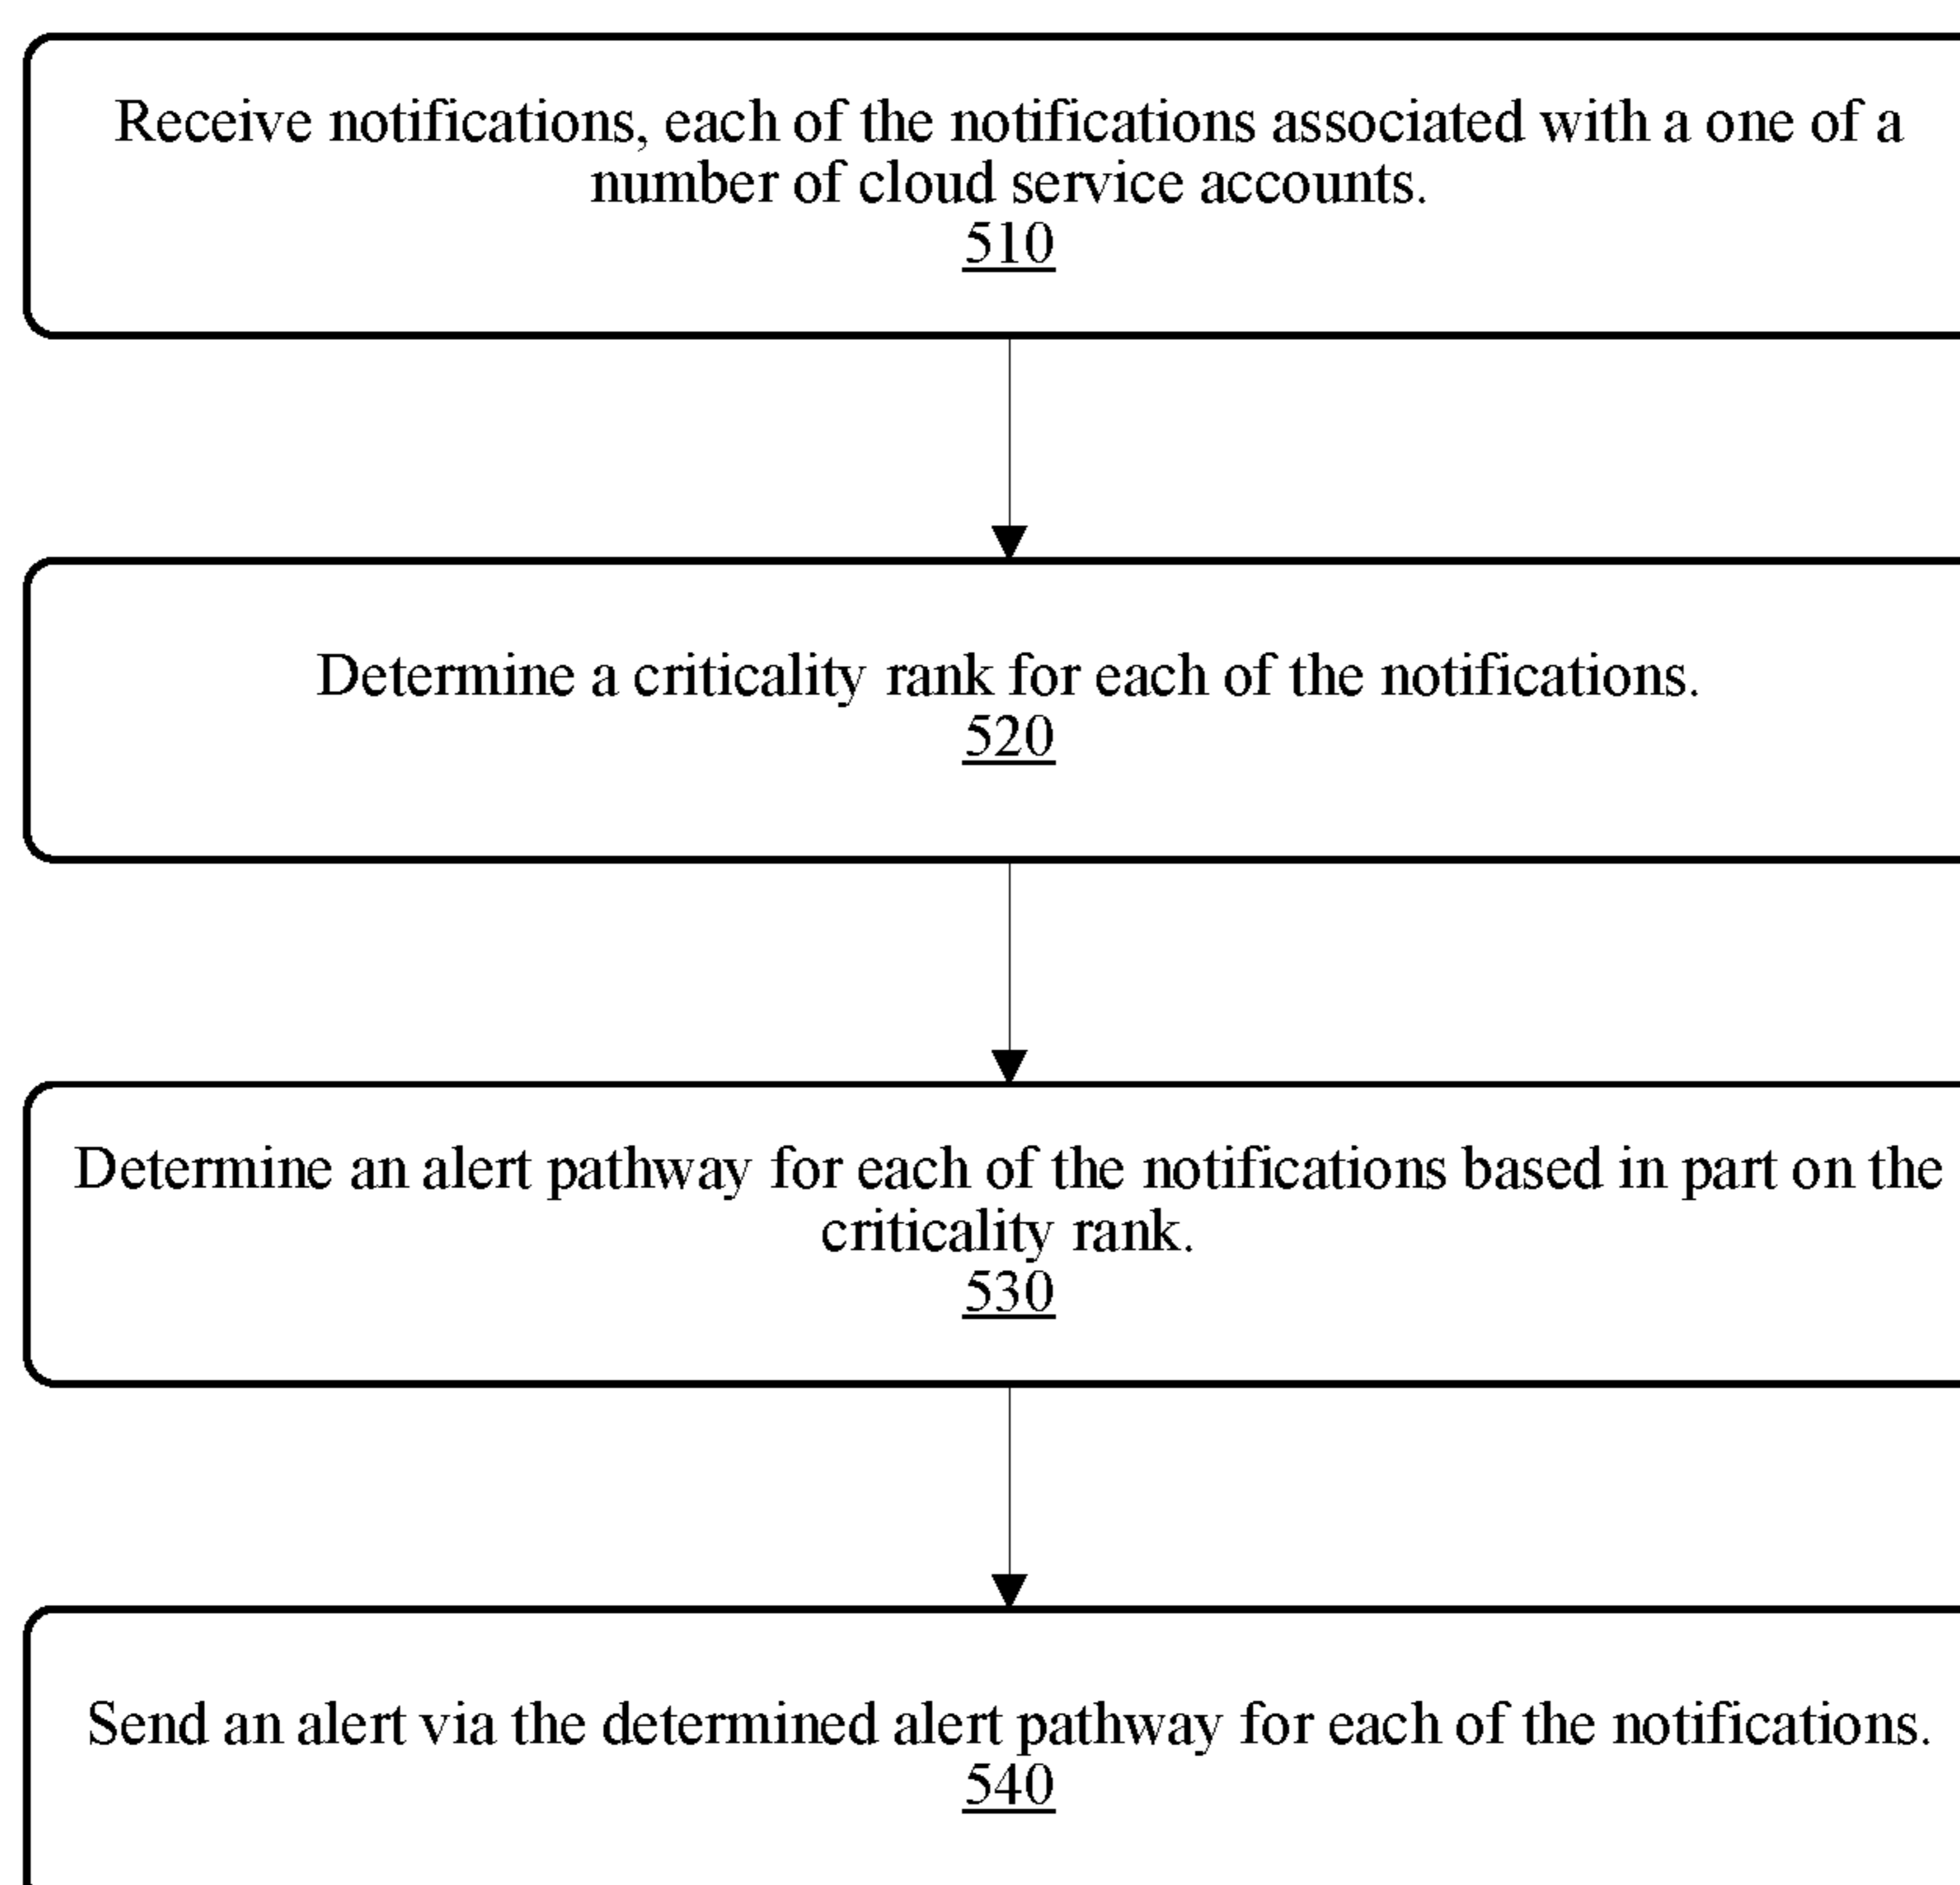 Receive notifications, each of the notifications associated with a one of a
number of cloud service accounts.
510
Determine a criticality rank for each of the notifications.
520
Determine an alert pathway for each of the notifications based in part on the
criticality rank.
530
Send an alert via the determined alert pathway for each of the notifications.
540